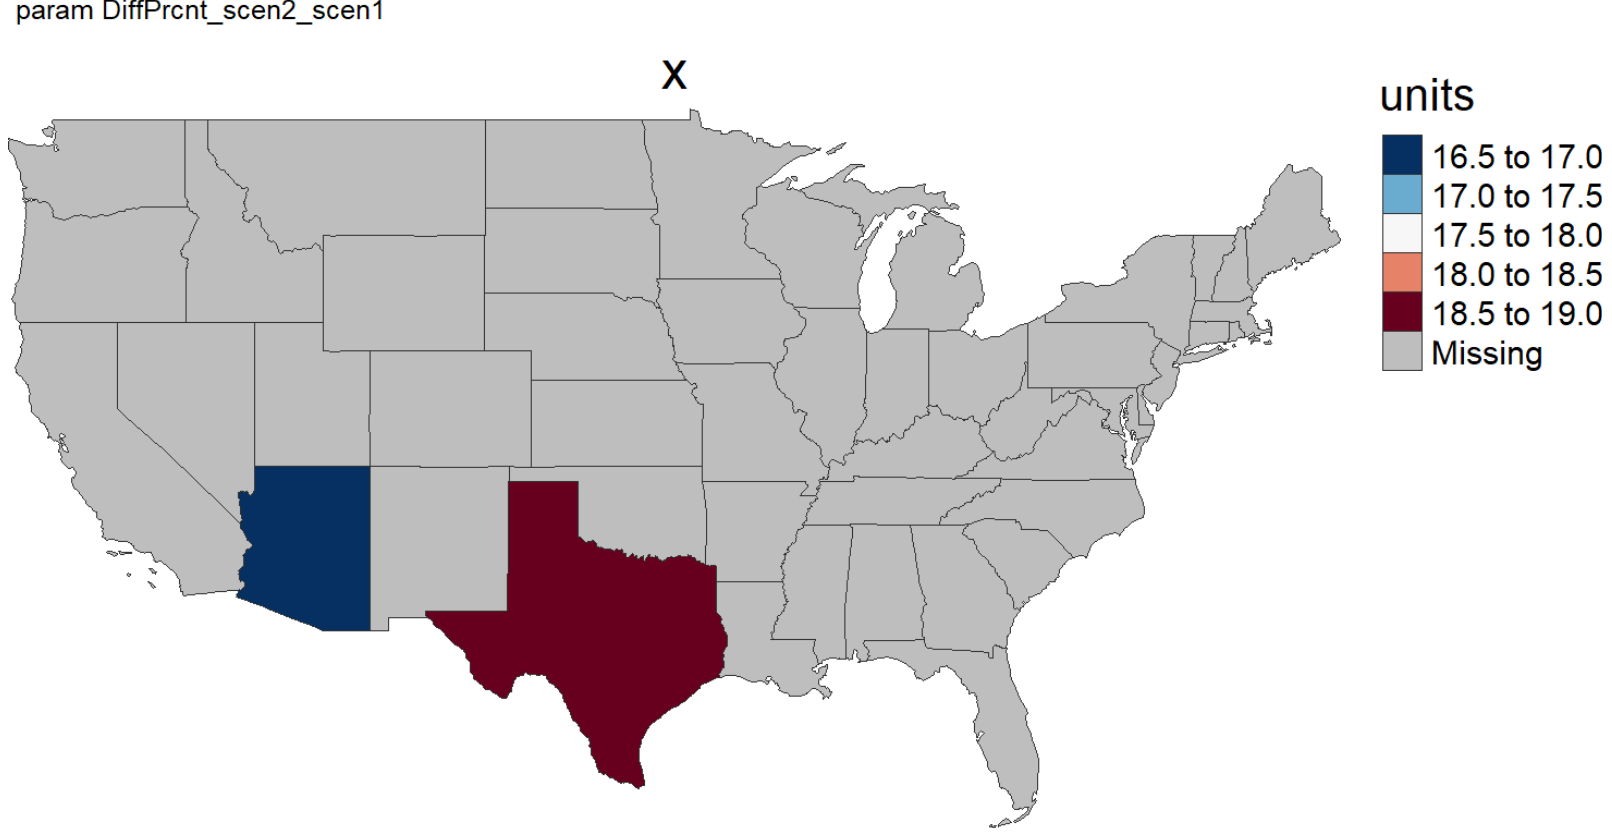 param DiffPrcnt_scen2_scen1
x
units
16.5 to 17.0
17.0 to 17.5
17.5 to 18.0
18.0 to 18.5
18.5 to 19.0
Missing